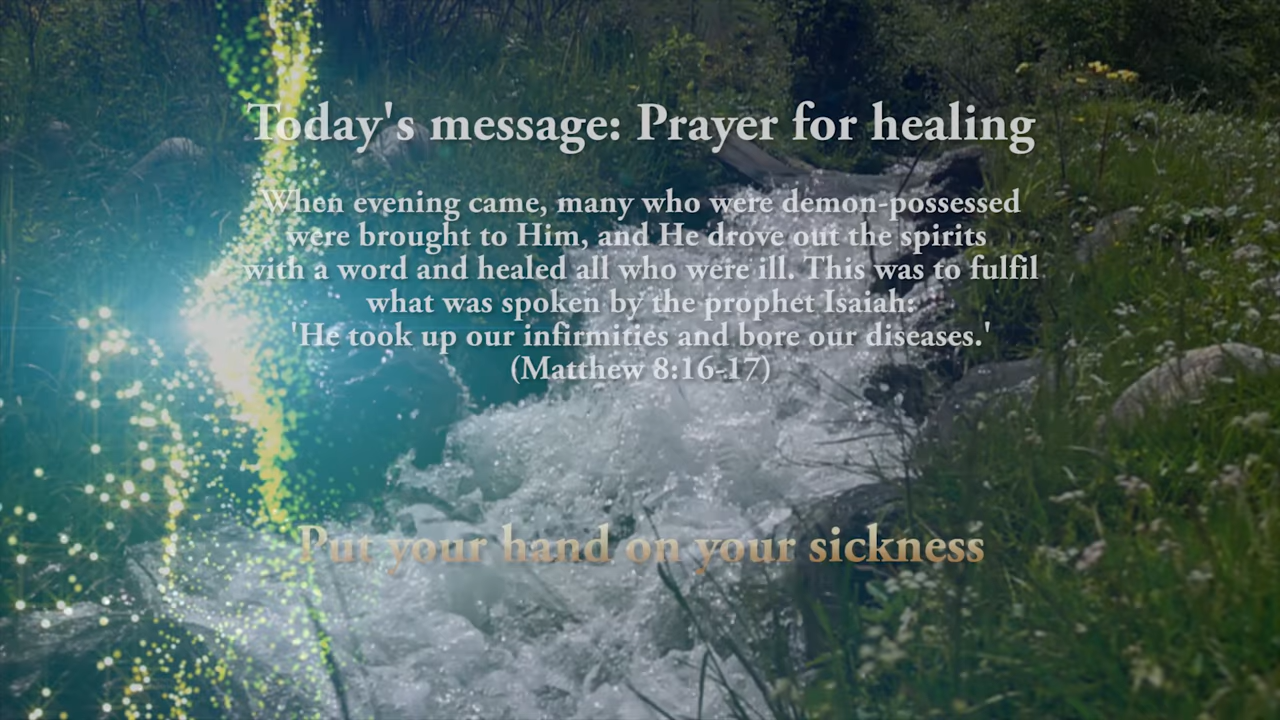 Today's message: Prayer for healing
When evening came, many who were demon-possessed
were brought to Him, and He drove out the spirits
with a word and healed all who were ill. This was to fulfil
what was spoken by the prophet Isaiah:
'He took up our infirmities and bore our diseases.'
(Matthew 8:16-17)
Put your hand on your sickness